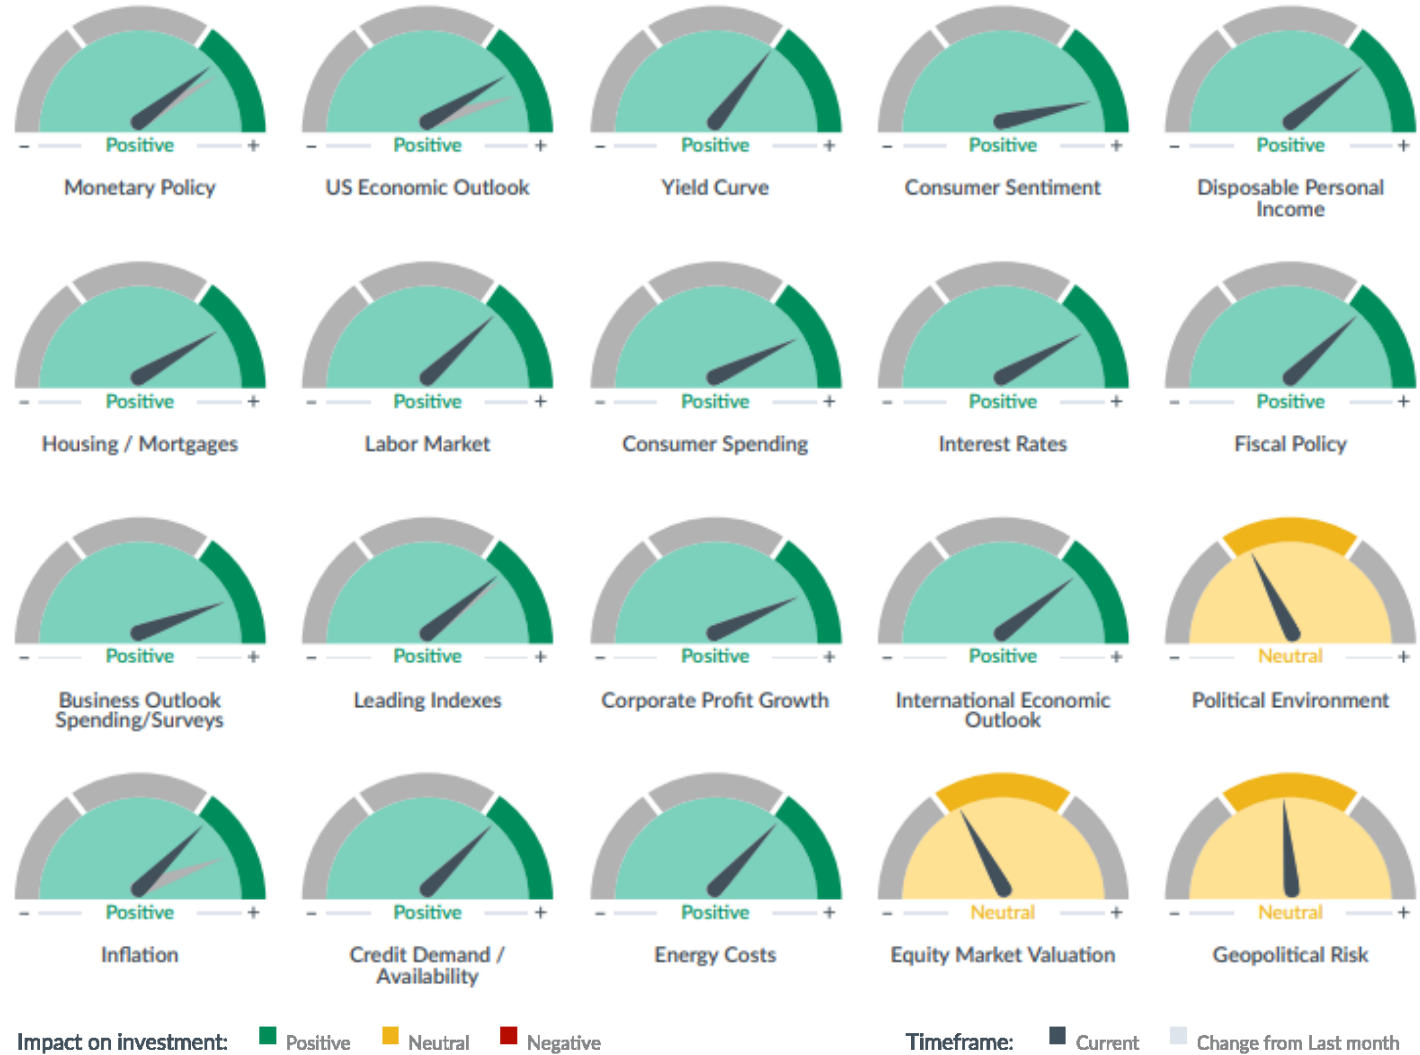 Positive
Positive
Positive
Positive
Positive
- +
- +
- +
- +
- +
Monetary Policy
US Economic Outlook
Yield Curve
Consumer Sentiment
Disposable Personal
Income
Positive
Positive
Positive
Positive
Positive
- +
- +
- +
- +
- +
Housing / Mortgages
Labor Market
Consumer Spending
Interest Rates
Fiscal Policy
Positive
Positive
Positive
Positive
Neutral
- +
- +
- +
- +
- +
Business Outlook
Spending/Surveys
Leading Indexes
Corporate Profit Growth
International Economic
Outlook
Political Environment
Positive
Positive
Positive
Neutral
Neutral
- +
- +
- +
- +
- +
Inflation
Credit Demand /
Availability
Energy Costs
Equity Market Valuation
Geopolitical Risk
Impact on investment: Positive Neutral Negative
Timeframe: Current Change from Last month